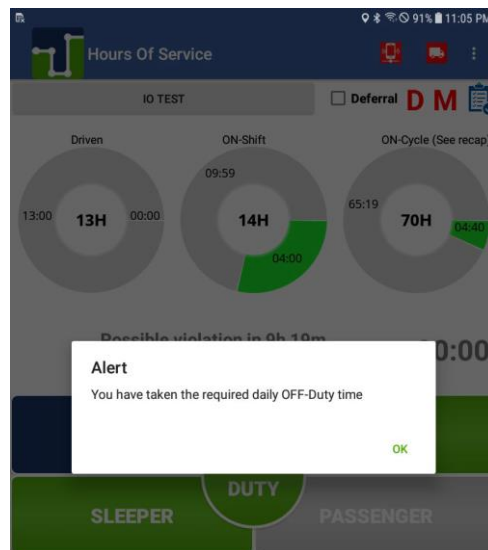 91% 11:05 PM
Hours Of Service
IO TEST
Deferral D M
Driven ON-Shift ON-Cycle (See recap)
13:00 13H 00:00
09:59 14H 04:00
65:19 70H 04:40
Possible violation in 9h 19m
0:00
Alert
You have taken the required daily OFF-Duty time
OK
DUTY
SLEEPER PASSENGER